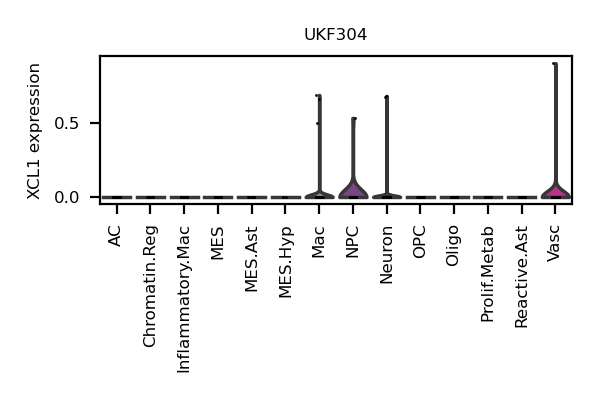 UKF304
XCL1 expression
0.5
0.0
AC
Chromatin.Reg
Inflammatory.Mac
MES
MES.Ast
MES.Hyp
Mac
NPC
Neuron
OPC
Oligo
Prolif.Metab
Reactive.Ast
Vasc